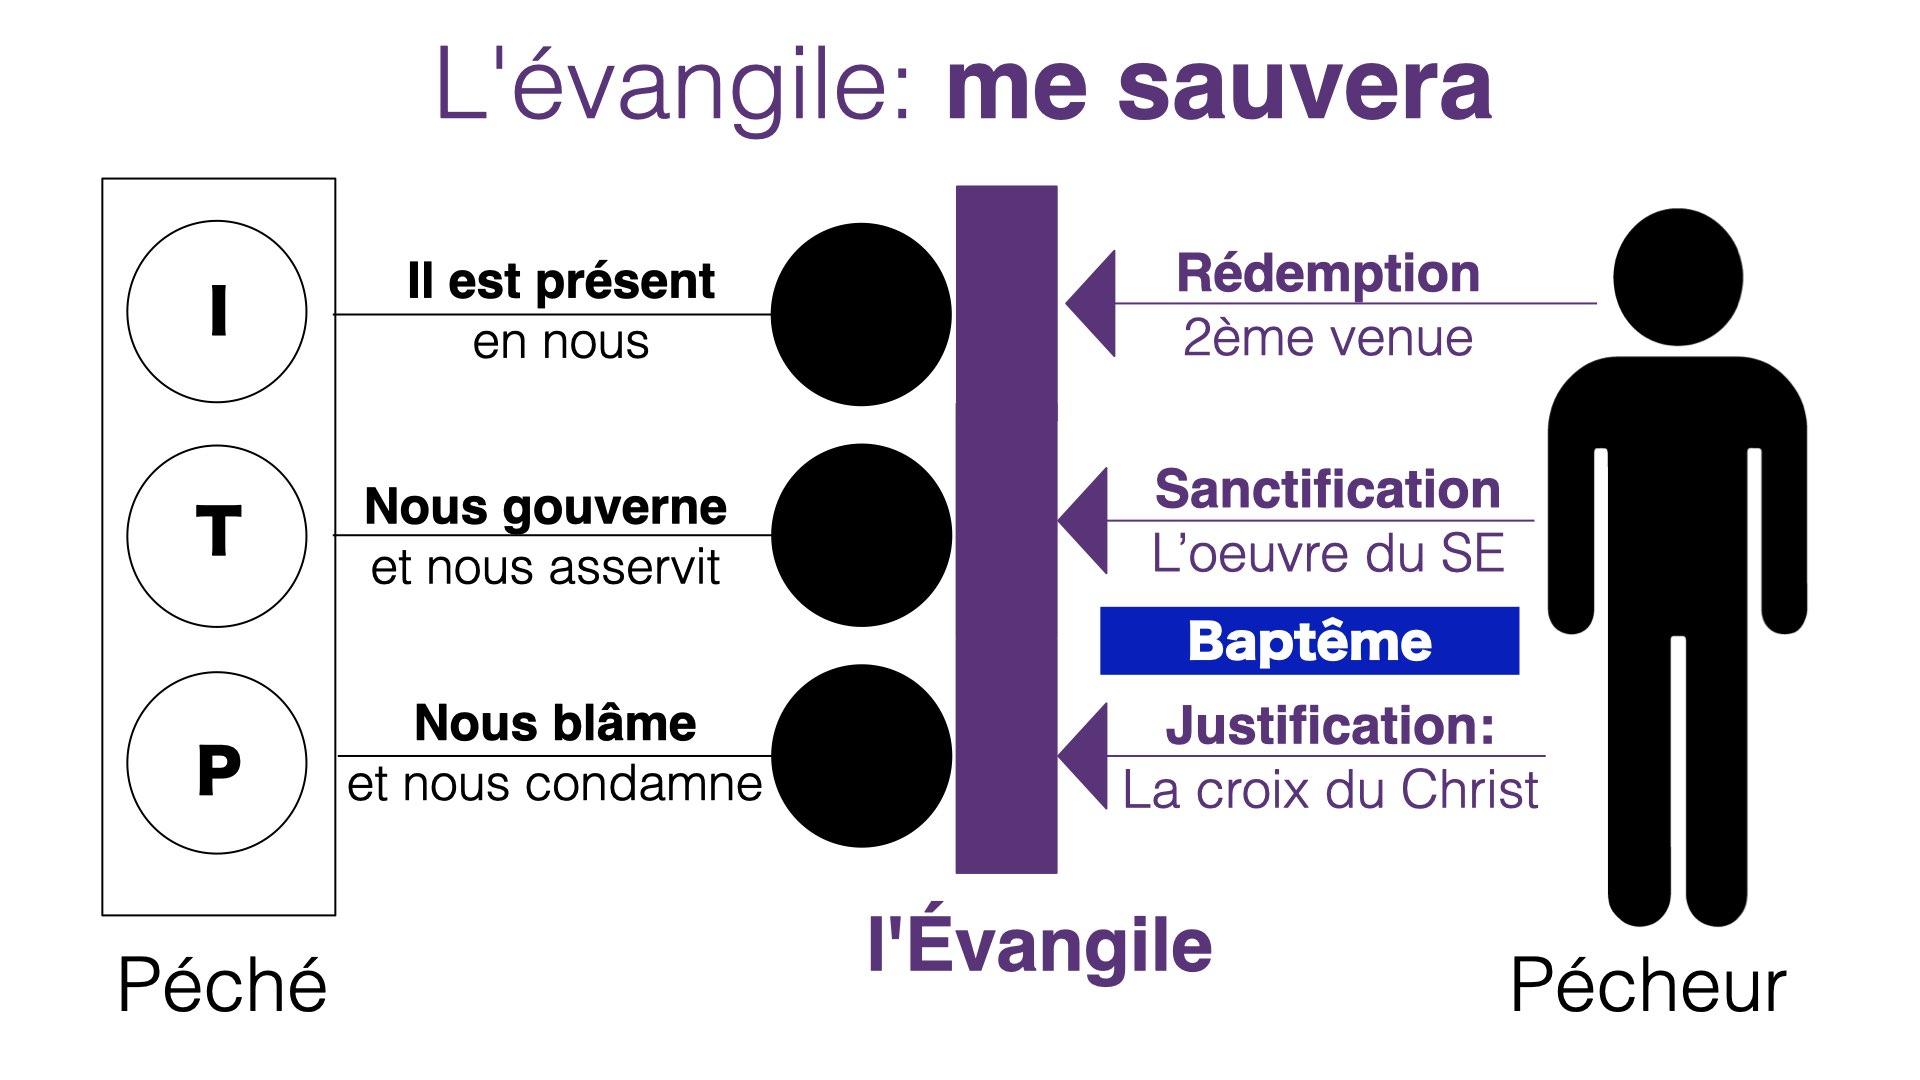 L'évangile: me sauvera
I
Il est présent
en nous
Rédemption
2ème venue
T
Nous gouverne
et nous asservit
Sanctification
L’oeuvre du SE
Baptême
P
Nous blâme
et nous condamne
Justification:
La croix du Christ
l'Évangile
Péché
Pécheur